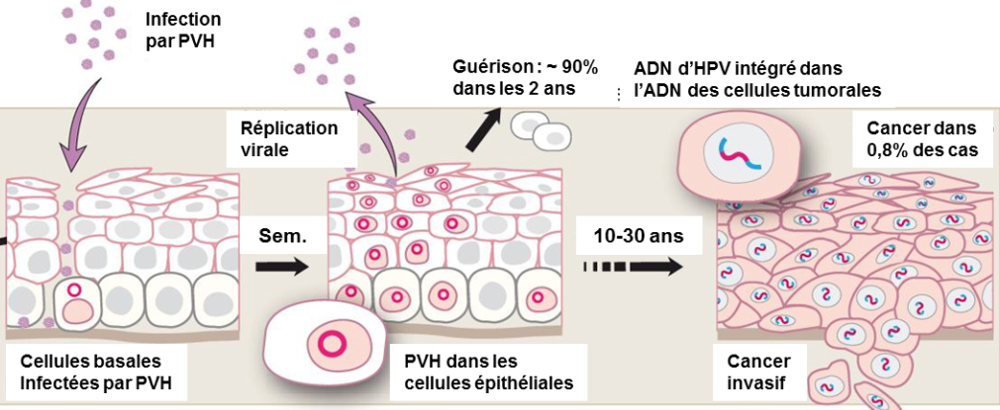 Infection
par PVH
Guérison : ~ 90%
dans les 2 ans
ADN d’HPV intégré dans
l’ADN des cellules tumorales
Réplication
virale
Cancer dans
0,8% des cas
Sem.
10-30 ans
Cellules basales
Infectées par PVH
PVH dans les
cellules épithéliales
Cancer
invasif